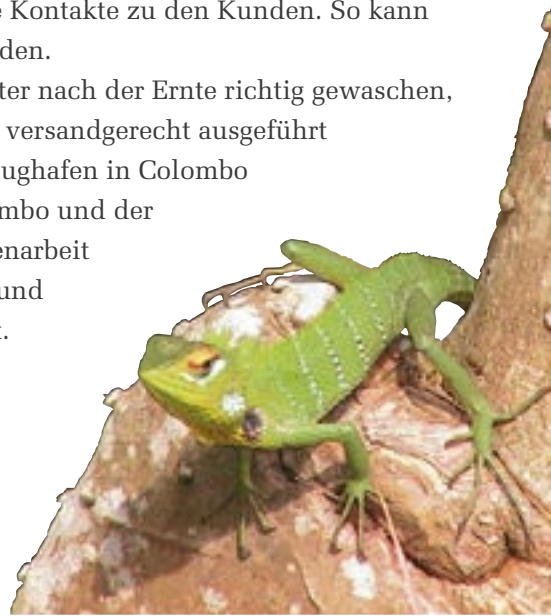 Kontakte zu den Kunden. So kann
den.
ter nach der Ernte richtig gewaschen,
versandgerecht ausgeführt
ughafen in Colombo
mbo und der
enarbeit
und
.